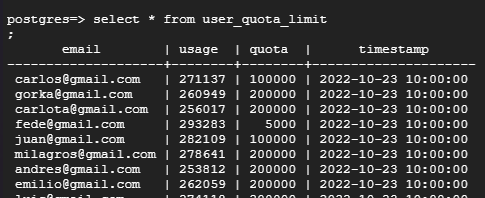 postgres=> select * from user_quota_limit
;
email | usage | quota | timestamp
---------------------+--------+--------+---------------------
carlos@gmail.com | 271137 | 100000 | 2022-10-23 10:00:00
gorka@gmail.com | 260949 | 200000 | 2022-10-23 10:00:00
carlota@gmail.com | 256017 | 200000 | 2022-10-23 10:00:00
fede@gmail.com | 293283 | 5000 | 2022-10-23 10:00:00
juan@gmail.com | 282109 | 100000 | 2022-10-23 10:00:00
milagros@gmail.com | 278641 | 200000 | 2022-10-23 10:00:00
andres@gmail.com | 253812 | 200000 | 2022-10-23 10:00:00
emilio@gmail.com | 262059 | 200000 | 2022-10-23 10:00:00